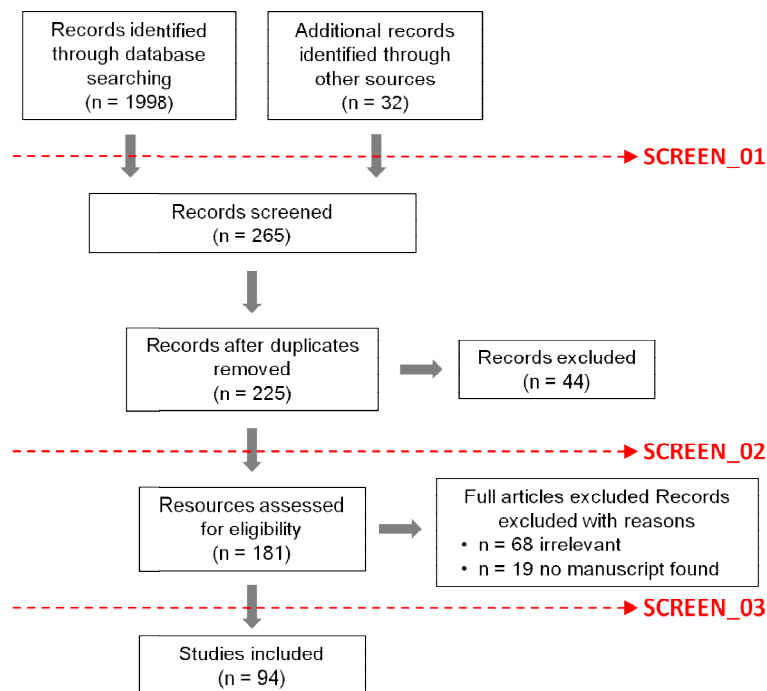 Records identified
through database
searching
(n = 1998)
Additional records
identified through
other sources
(n = 32)
SCREEN_01
Records screened
(n = 265)
Records after duplicates
removed
(n = 225)
Records excluded
(n = 44)
SCREEN_02
Resources assessed
for eligibility
(n = 181)
Full articles excluded Records
excluded with reasons
• n = 68 irrelevant
• n = 19 no manuscript found
SCREEN_03
Studies included
(n = 94)